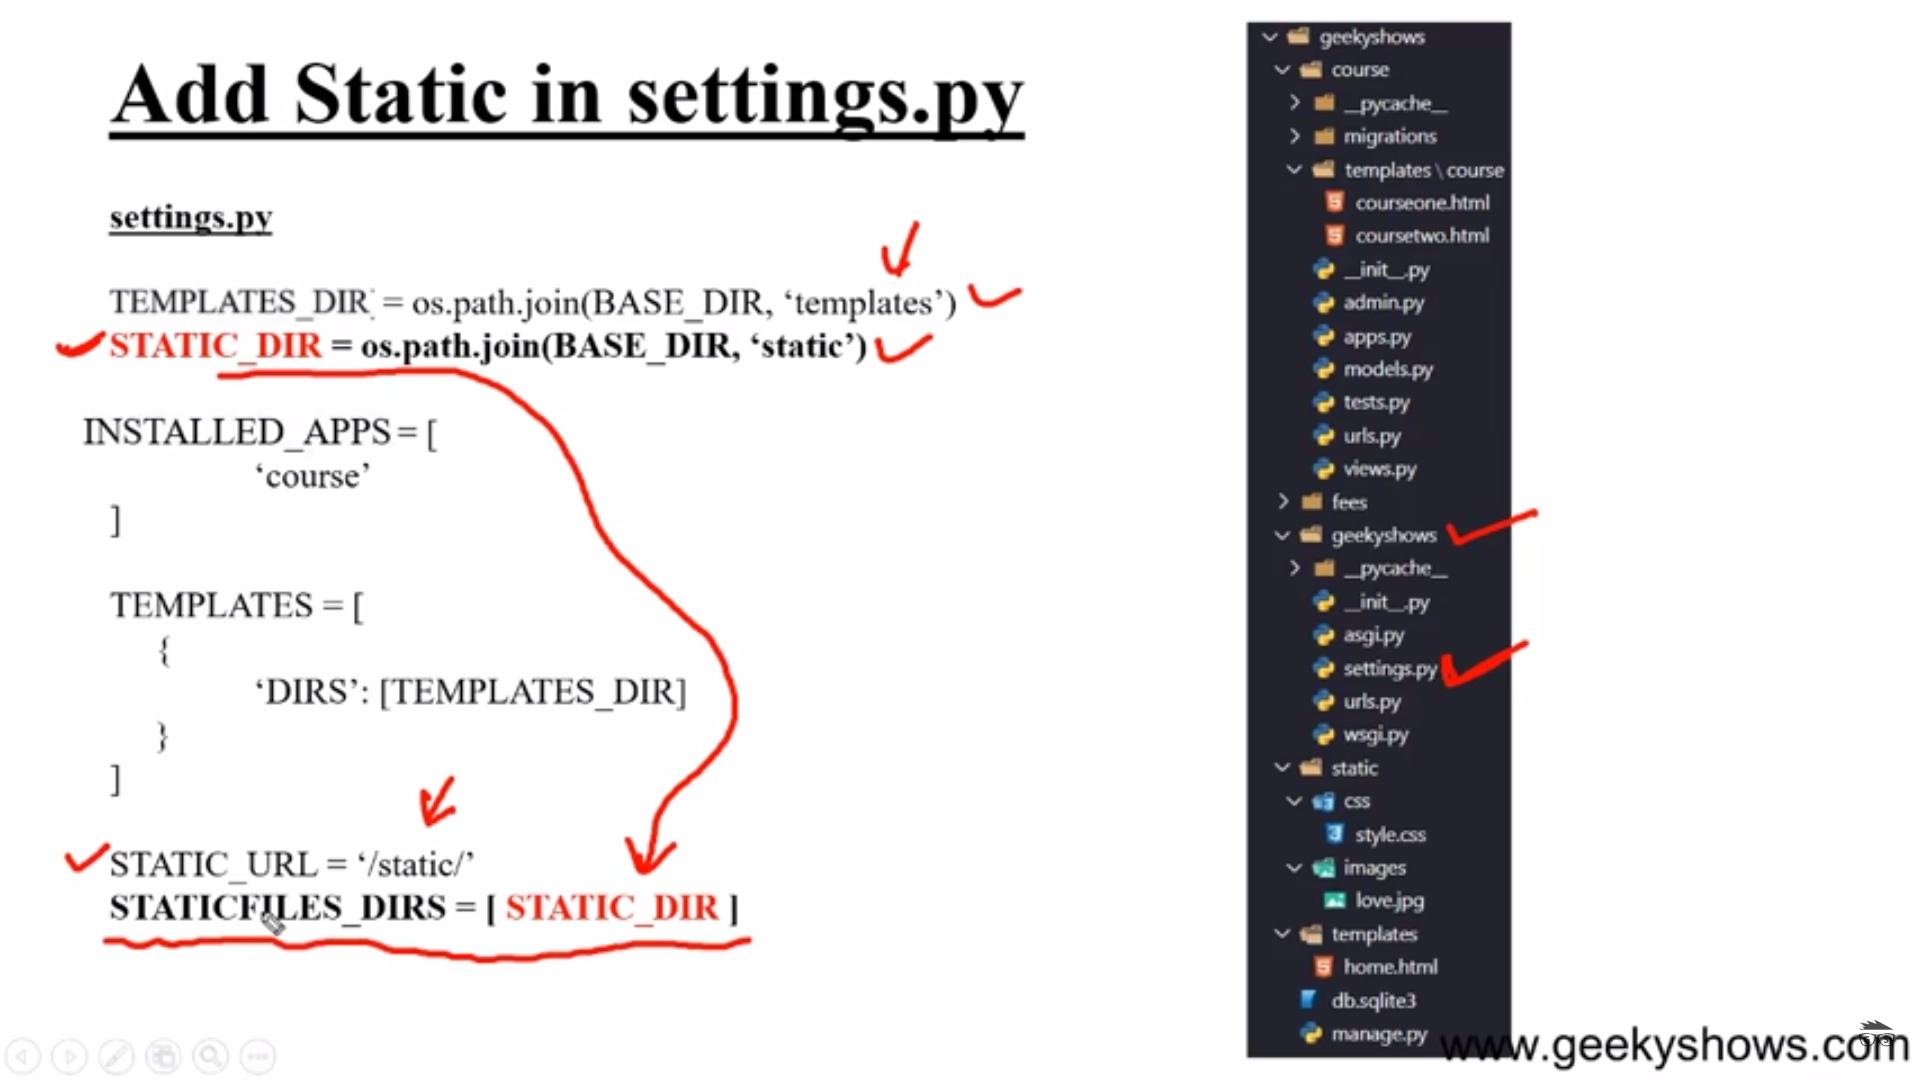 Add Static in settings.py
settings.py
TEMPLATES_DIR = os.path.join(BASE_DIR, ‘templates’)
STATIC_DIR = os.path.join(BASE_DIR, ‘static’)
INSTALLED_APPS = [
‘course’
]
TEMPLATES = [
{
‘DIRS’: [TEMPLATES_DIR]
}
]
STATIC_URL = ‘/static/’
STATICFILES_DIRS = [ STATIC_DIR ]
geekyshows
course
__pycache__
migrations
templates \ course
courseone.html
coursetwo.html
__init__.py
admin.py
apps.py
models.py
tests.py
urls.py
views.py
fees
geekyshows
__pycache__
__init__.py
asgi.py
settings.py
urls.py
wsgi.py
static
css
style.css
images
love.jpg
templates
home.html
db.sqlite3
manage.py
www.geekyshows.com